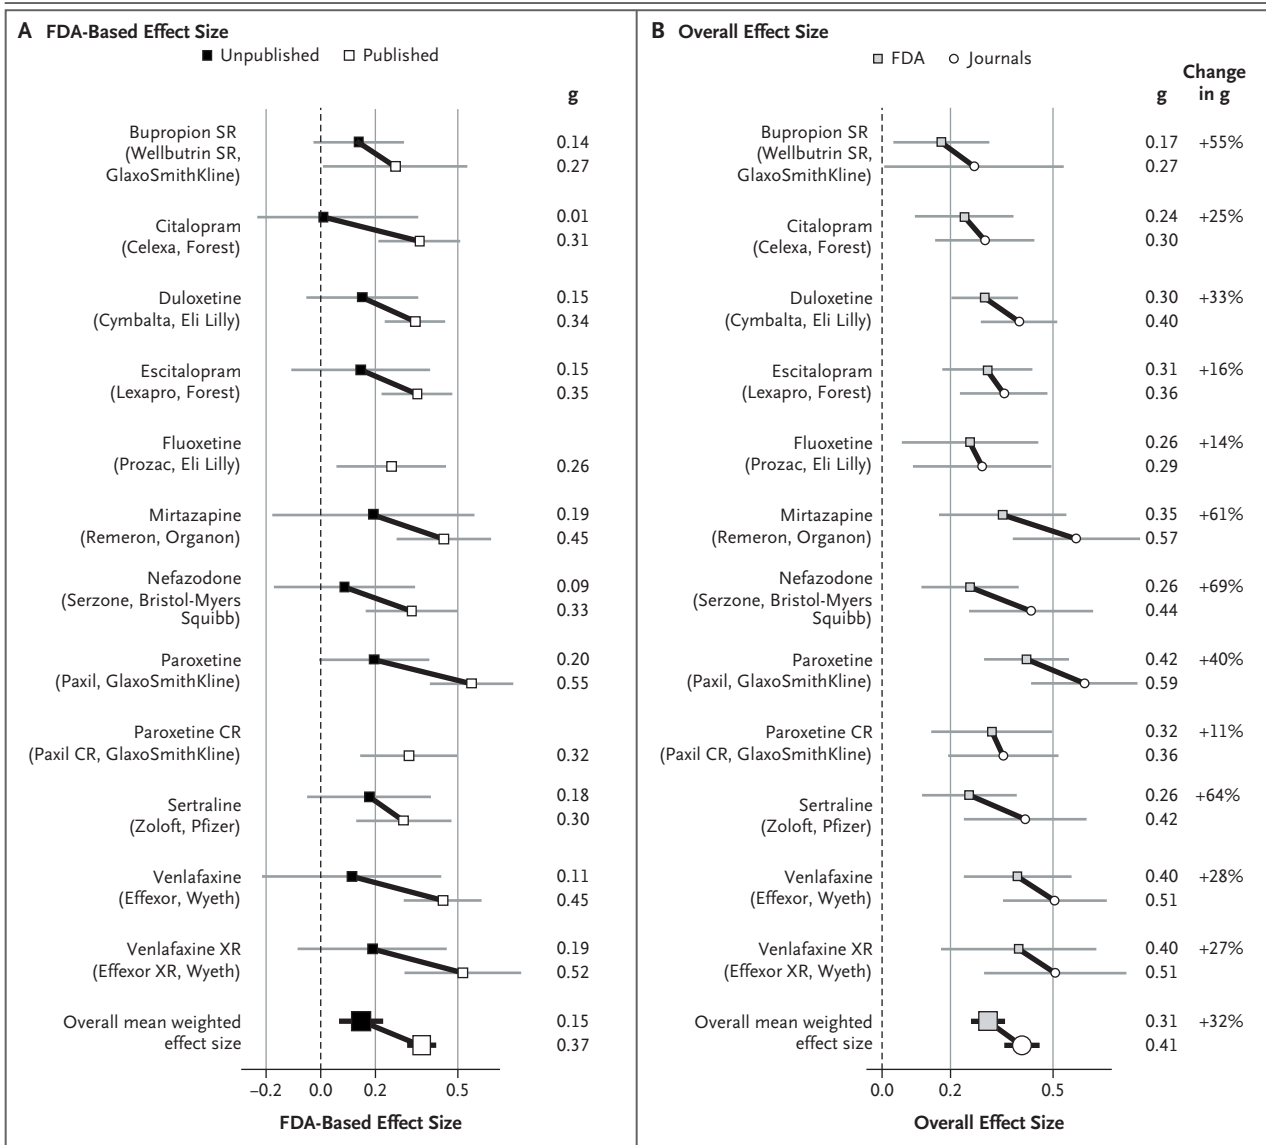 A FDA-Based Effect Size
Unpublished Published
g
Bupropion SR
(Wellbutrin SR,
GlaxoSmithKline)
0.14
0.27
Citalopram
(Celexa, Forest)
0.01
0.31
Duloxetine
(Cymbalta, Eli Lilly)
0.15
0.34
Escitalopram
(Lexapro, Forest)
0.15
0.35
Fluoxetine
(Prozac, Eli Lilly)
0.26
Mirtazapine
(Remeron, Organon)
0.19
0.45
Nefazodone
(Serzone, Bristol-Myers
Squibb)
0.09
0.33
Paroxetine
(Paxil, GlaxoSmithKline)
0.20
0.55
Paroxetine CR
(Paxil CR, GlaxoSmithKline)
0.32
Sertraline
(Zoloft, Pfizer)
0.18
0.30
Venlafaxine
(Effexor, Wyeth)
0.11
0.45
Venlafaxine XR
(Effexor XR, Wyeth)
0.19
0.52
Overall mean weighted
effect size
0.15
0.37
−0.2 0.0 0.2 0.5
FDA-Based Effect Size
B Overall Effect Size
FDA Journals
g
Change
in g
Bupropion SR
(Wellbutrin SR,
GlaxoSmithKline)
0.17 +55%
0.27
Citalopram
(Celexa, Forest)
0.24 +25%
0.30
Duloxetine
(Cymbalta, Eli Lilly)
0.30 +33%
0.40
Escitalopram
(Lexapro, Forest)
0.31 +16%
0.36
Fluoxetine
(Prozac, Eli Lilly)
0.26 +14%
0.29
Mirtazapine
(Remeron, Organon)
0.35 +61%
0.57
Nefazodone
(Serzone, Bristol-Myers
Squibb)
0.26 +69%
0.44
Paroxetine
(Paxil, GlaxoSmithKline)
0.42 +40%
0.59
Paroxetine CR
(Paxil CR, GlaxoSmithKline)
0.32 +11%
0.36
Sertraline
(Zoloft, Pfizer)
0.26 +64%
0.42
Venlafaxine
(Effexor, Wyeth)
0.40 +28%
0.51
Venlafaxine XR
(Effexor XR, Wyeth)
0.40 +27%
0.51
Overall mean weighted
effect size
0.31 +32%
0.41
0.0 0.2 0.5
Overall Effect Size